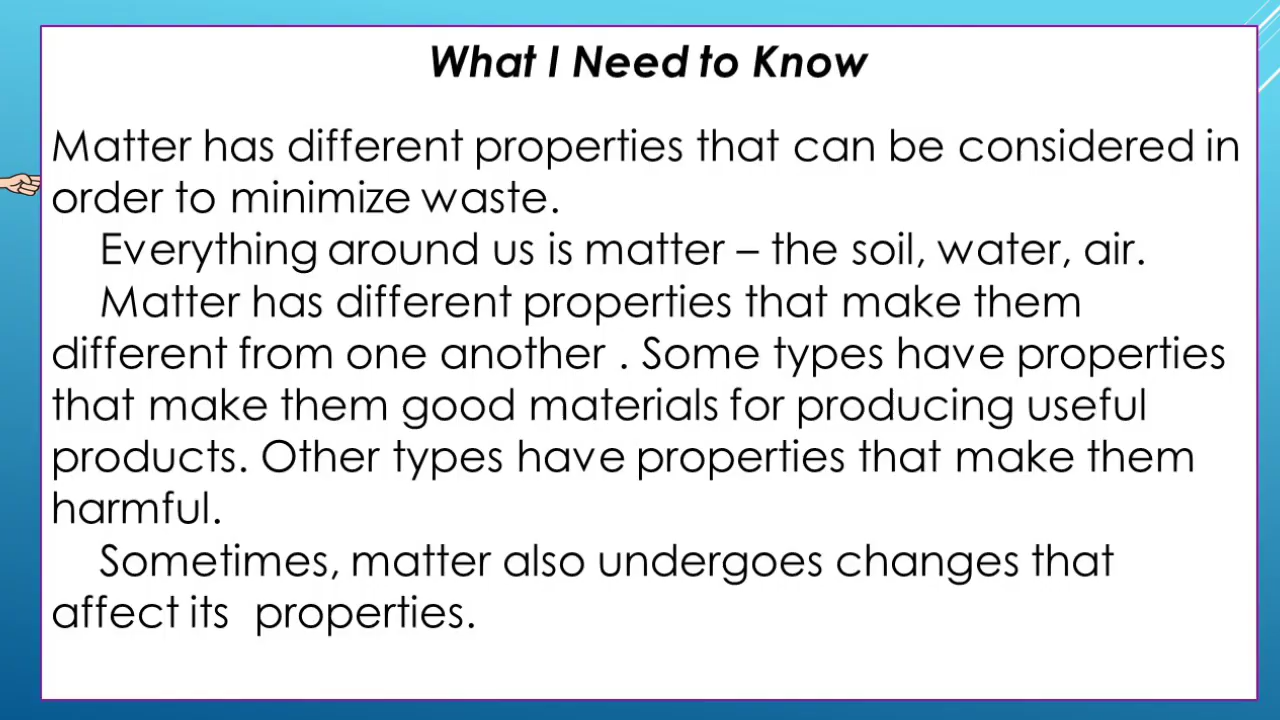 What I Need to Know
Matter has different properties that can be considered in
order to minimize waste.
Everything around us is matter – the soil, water, air.
Matter has different properties that make them
different from one another . Some types have properties
that make them good materials for producing useful
products. Other types have properties that make them
harmful.
Sometimes, matter also undergoes changes that
affect its  properties.